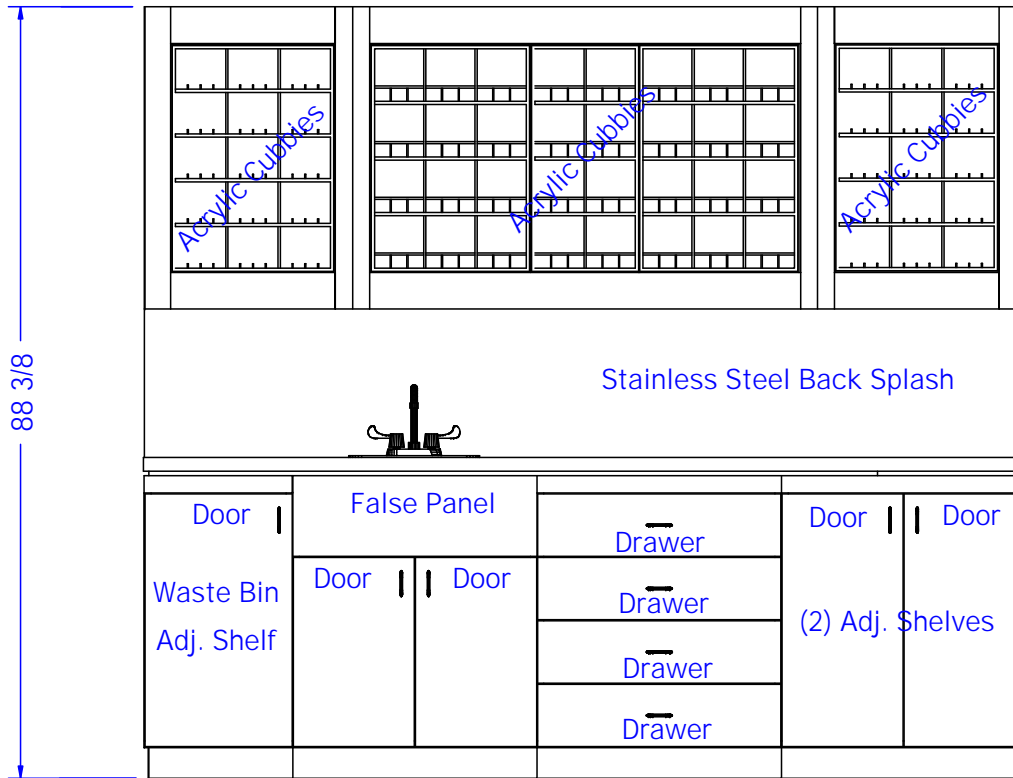 Acrylic Cubbies
Acrylic Cubbies
Acrylic Cubbies
88 3/8
Stainless Steel Back Splash
Door
False Panel
Drawer
Door
Door
Waste Bin
Adj. Shelf
Door
Door
Drawer
(2) Adj. Shelves
Drawer
Drawer